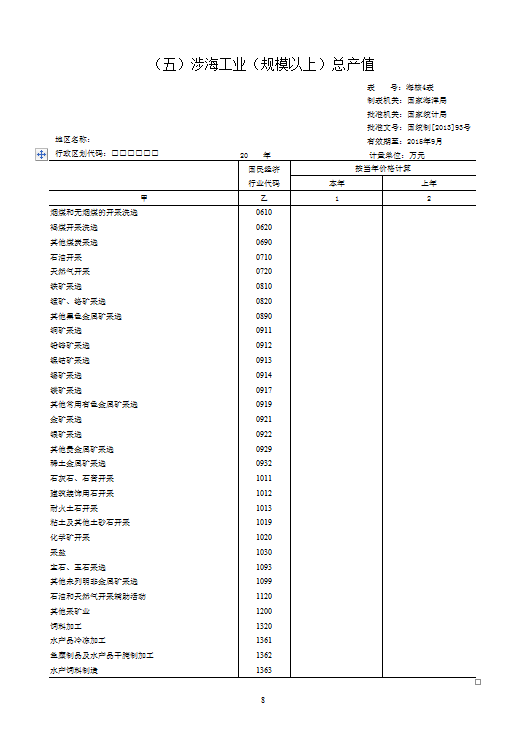 （五）涉海工业（规模以上）总产值
表　　号：海核4表
制表机关：国家海洋局
批准机关：国家统计局
批准文号：国统制[2013]93号
地区名称：
有效期至：2015年9月
行政区划代码：□□□□□□
20　年
计量单位：万元
国民经济行业代码
按当年价格计算
本年
上年
甲 乙 1 2
烟煤和无烟煤的开采洗选 0610
褐煤开采洗选 0620
其他煤炭采选 0690
石油开采 0710
天然气开采 0720
铁矿采选 0810
锰矿、铬矿采选 0820
其他黑色金属矿采选 0890
铜矿采选 0911
铅锌矿采选 0912
镍钴矿采选 0913
锡矿采选 0914
镁矿采选 0917
其他常用有色金属矿采选 0919
金矿采选 0921
银矿采选 0922
其他贵金属矿采选 0929
稀土金属矿采选 0932
石灰石、石膏开采 1011
建筑装饰用石开采 1012
耐火土石开采 1013
粘土及其他土砂石开采 1019
化学矿开采 1020
采盐 1030
宝石、玉石采选 1093
其他未列明非金属矿采选 1099
石油和天然气开采辅助活动 1120
其他采矿业 1200
饲料加工 1320
水产品冷冻加工 1361
鱼糜制品及水产品干腌制加工 1362
水产饲料制造 1363
8